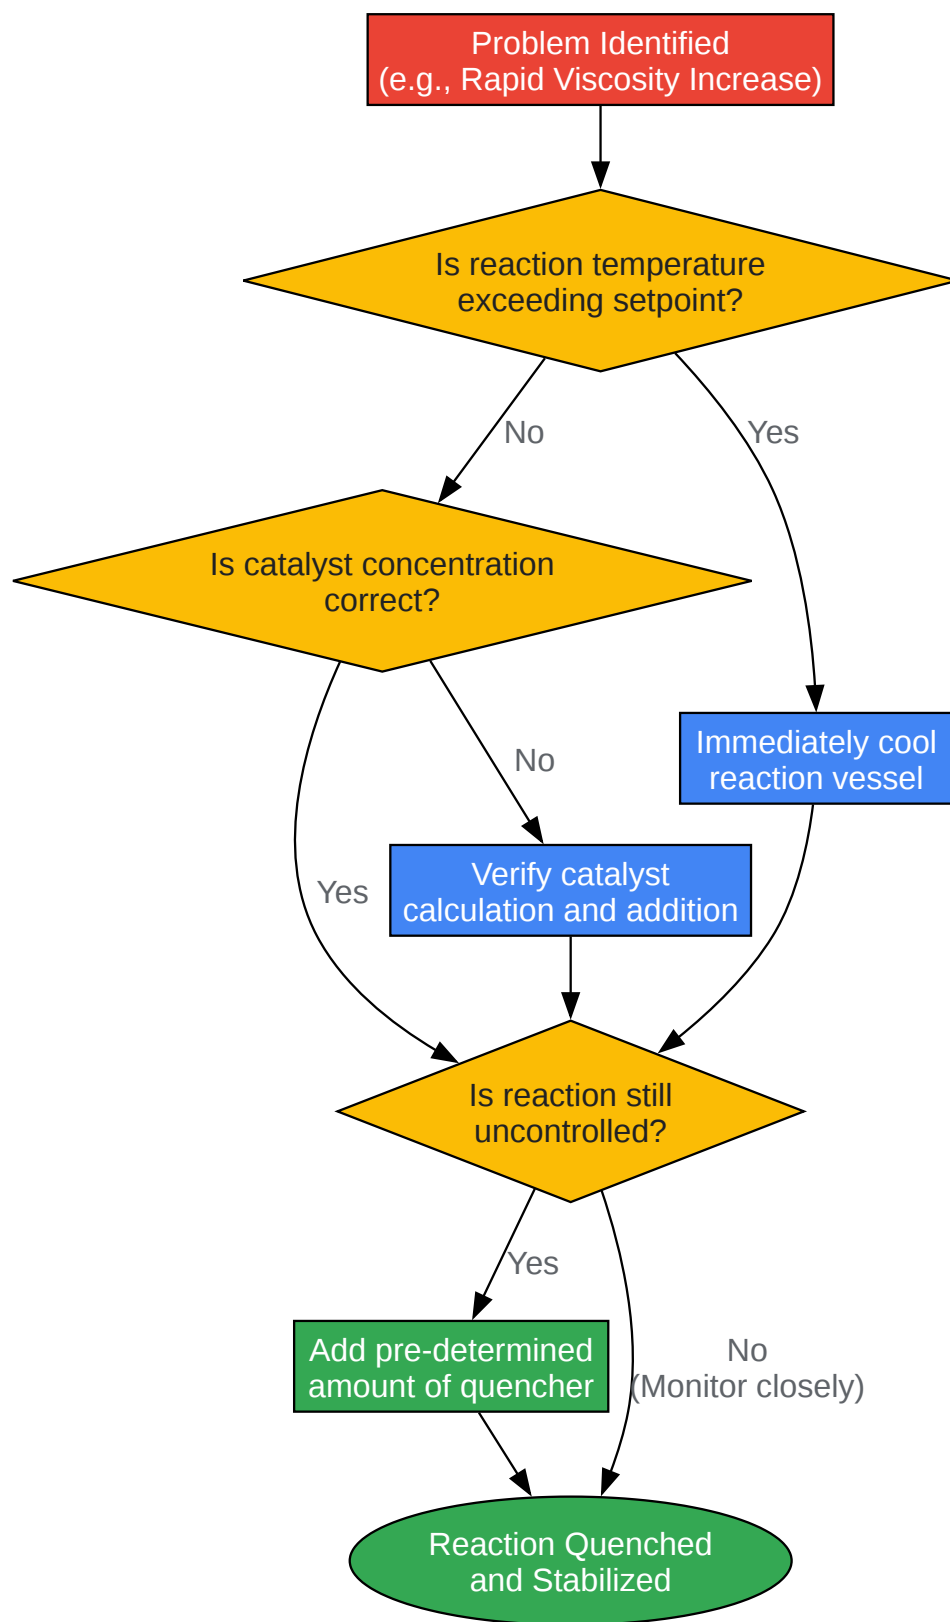 Problem Identified
(e.g., Rapid Viscosity Increase)
Is reaction temperature
exceeding setpoint?
No
Yes
Is catalyst concentration
correct?
Immediately cool
reaction vessel
No
Yes
Verify catalyst
calculation and addition
Is reaction still
uncontrolled?
Yes
Add pre-determined
amount of quencher
No
(Monitor closely)
Reaction Quenched
and Stabilized